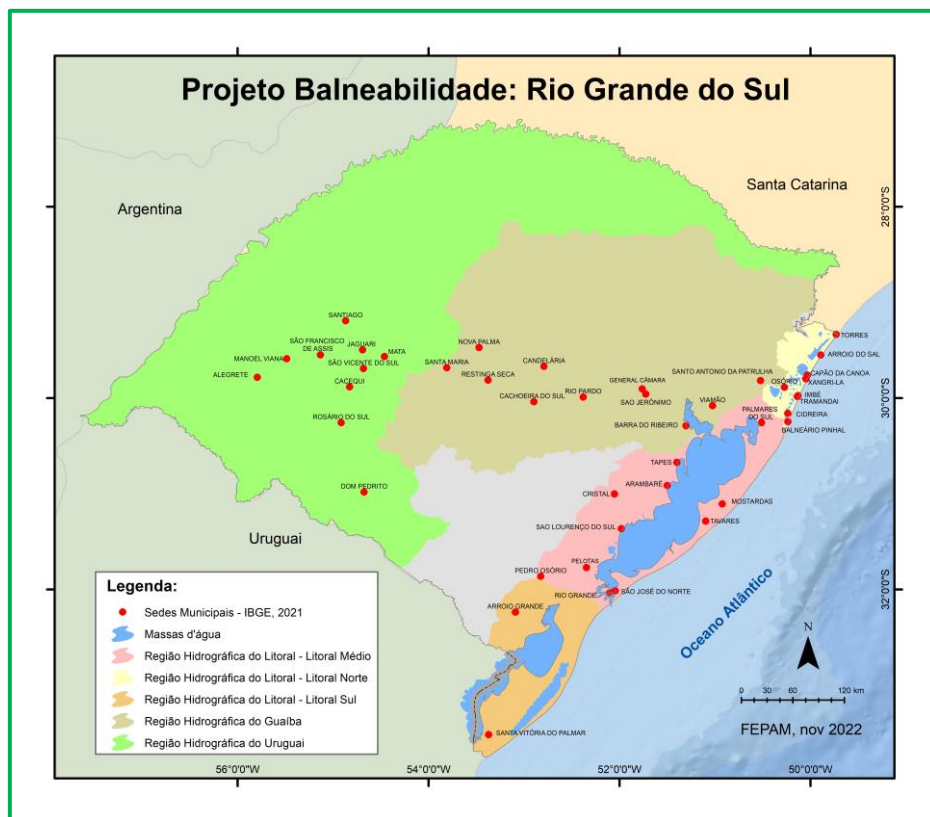 Projeto Balneabilidade: Rio Grande do Sul
Santa Catarina
Argentina
28°0'0"S
SANTIAGO
SÃO FRANCISCO
DE ASSIS
JAGUARI
MANOEL VIANA
MATA
SÃO VICENTE DO SUL
ALEGRETE
CACEQUI
ROSÁRIO DO SUL
DOM PEDRITO
NOVA PALMA
SANTA MARIA
RESTINGA SECA
CANDELÁRIA
CACHOEIRA DO SUL
RIO PARDO
GENERAL CÂMARA
SAO JERÔNIMO
SANTO ANTONIO DA PATRULHA
VIAMÃO
BARRA DO RIBEIRO
TORRES
ARROIO DO SAL
CAPÃO DA CANOA
XANGRI-LA
OSÓRIO
IMBÉ
TRAMANDAI
CIDREIRA
PALMARES
DO SUL
BALNEÁRIO PINHAL
30°0'0"S
TAPES
ARAMBARÉ
CRISTAL
MOSTARDAS
TAVARES
SAO LOURENÇO DO SUL
Uruguai
PELOTAS
PEDRO OSÓRIO
RIO GRANDE
SÃO JOSÉ DO NORTE
ARROIO GRANDE
32°0'0"S
SANTA VITÓRIA DO PALMAR
Oceano Atlântico
Legenda:
Sedes Municipais - IBGE, 2021
Massas d'água
Região Hidrográfica do Litoral - Litoral Médio
Região Hidrográfica do Litoral - Litoral Norte
Região Hidrográfica do Litoral - Litoral Sul
Região Hidrográfica do Guaíba
Região Hidrográfica do Uruguai
N
0 30 60 120 km
FEPAM, nov 2022
56°0'0"W 54°0'0"W 52°0'0"W 50°0'0"W